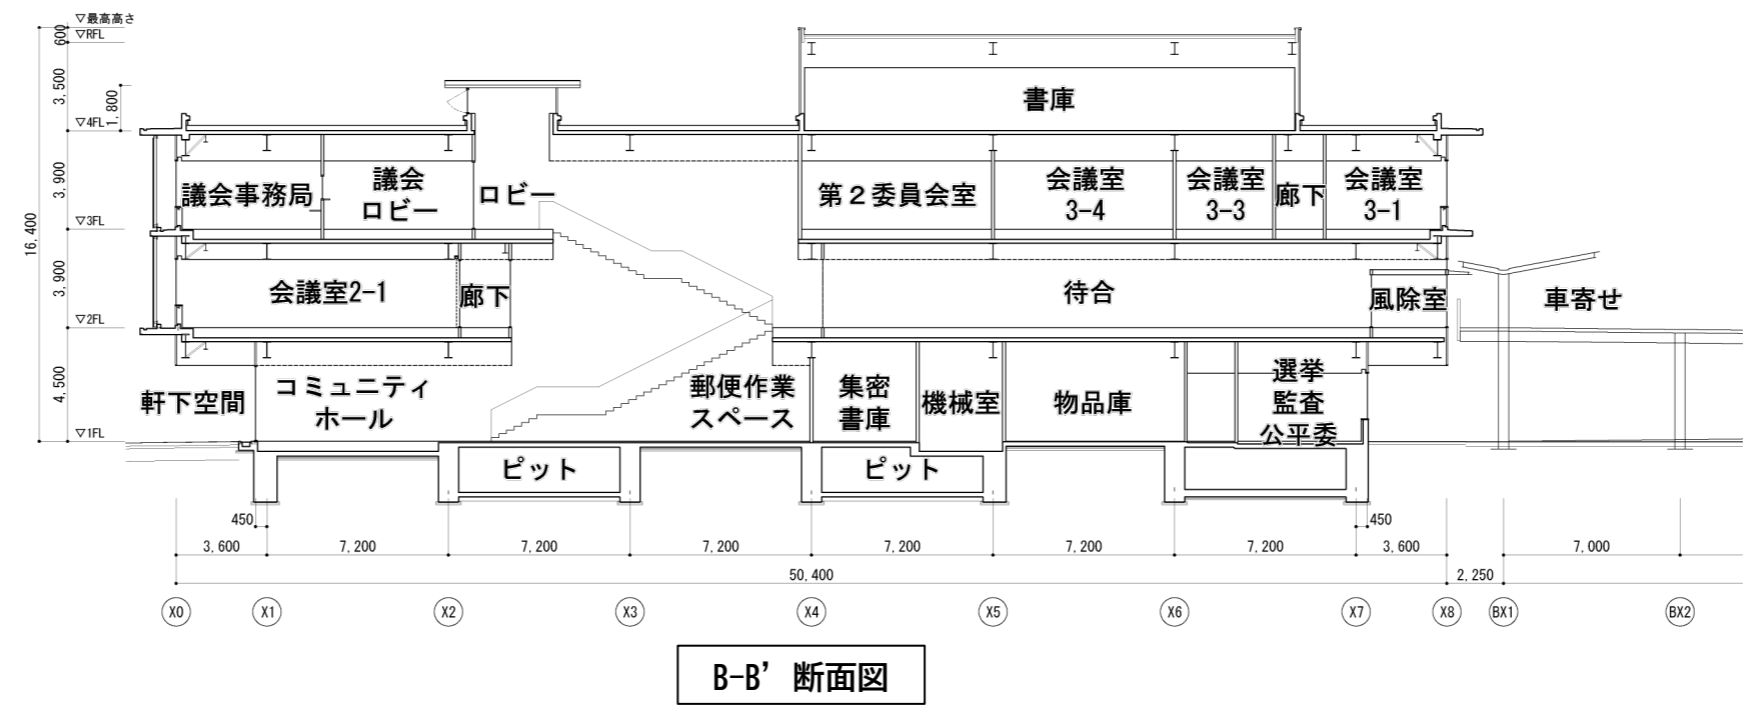 ▽最高高さ
600
▽RFL
3,500
1,800
▽4FL
書庫
3,900
議会事務局
議会
ロビー
ロビー
第２委員会室
会議室
3-4
会議室
3-3
廊下
会議室
3-1
16,400
▽3FL
3,900
会議室2-1
廊下
待合
風除室
車寄せ
▽2FL
4,500
軒下空間
コミュニティ
ホール
郵便作業
スペース
集密
書庫
機械室
物品庫
選挙
監査
公平委
▽1FL
ピット
ピット
450
450
3,600
7,200
7,200
7,200
7,200
7,200
7,200
3,600
7,000
50,400
2,250
X0
X1
X2
X3
X4
X5
X6
X7
X8
BX1
BX2
B-B’断面図